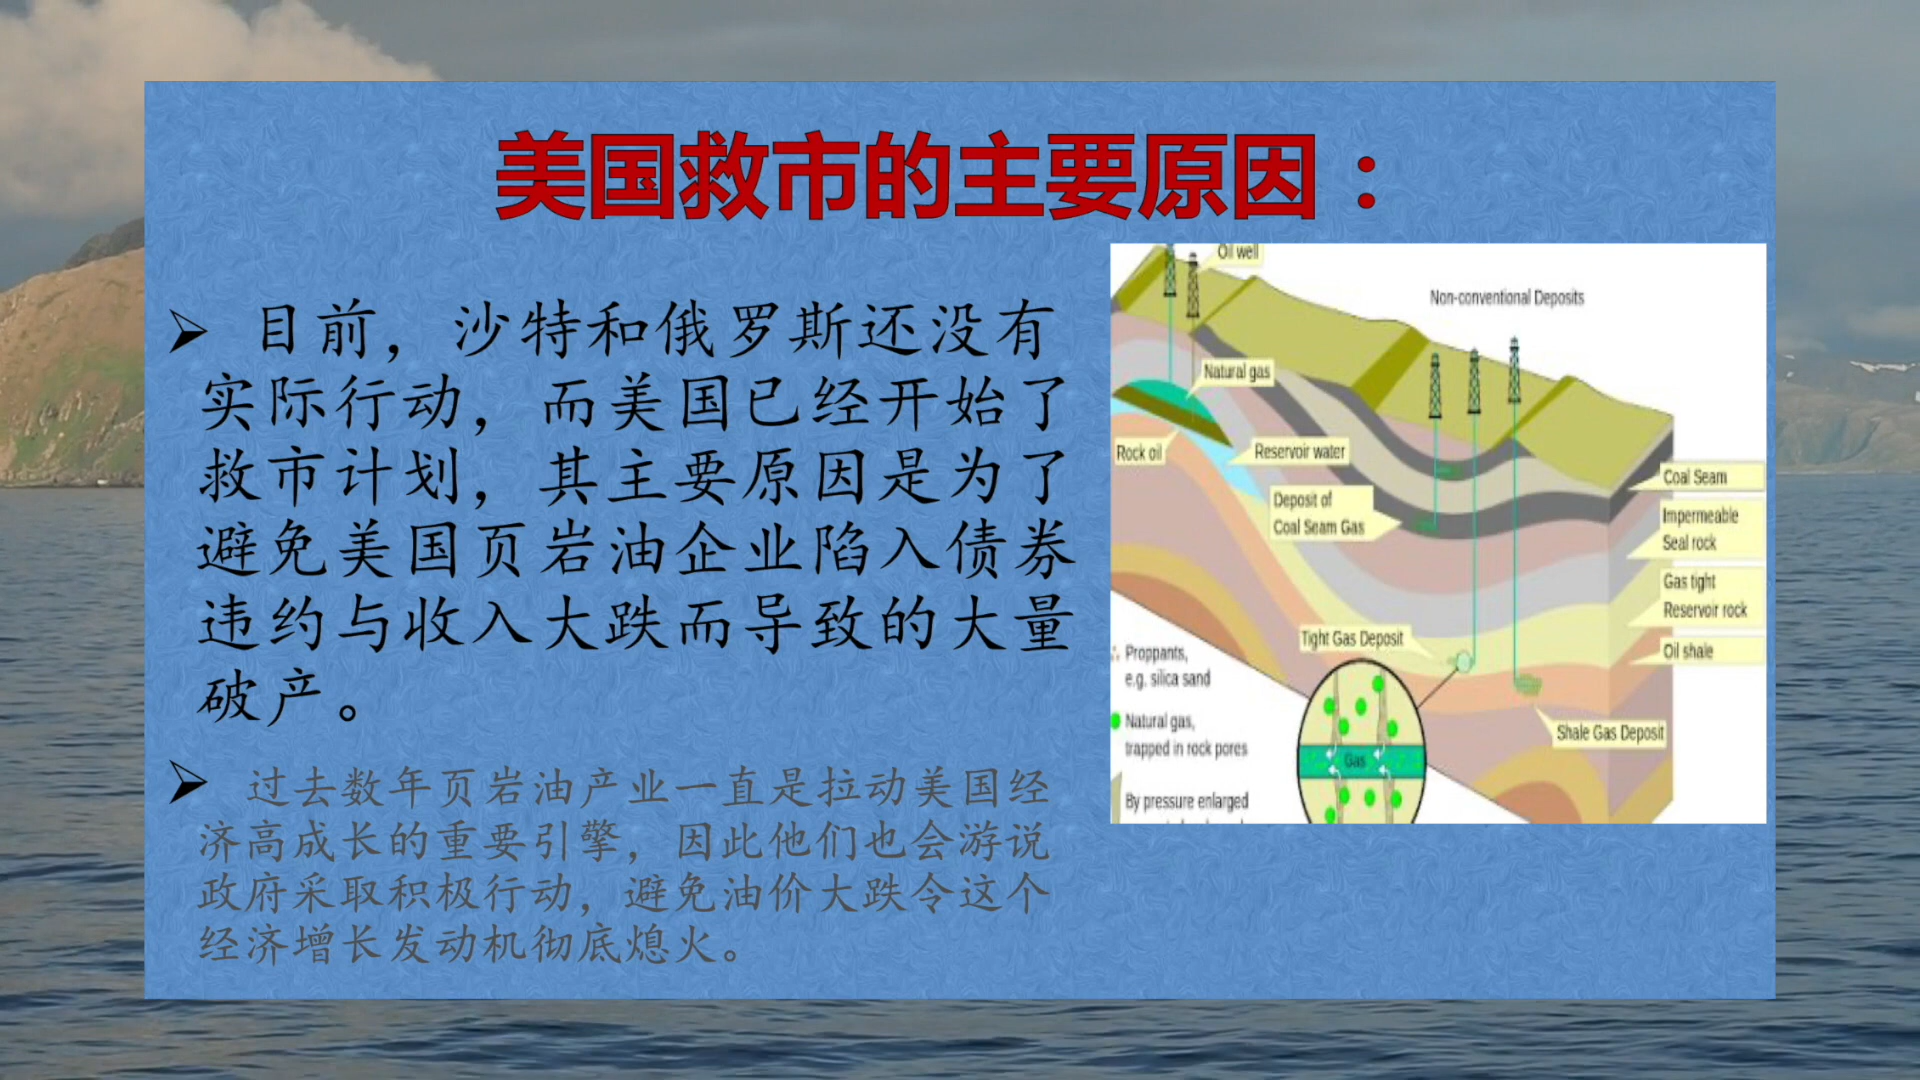 美国救市的主要原因：
目前，沙特和俄罗斯还没有
实际行动，而美国已经开始了
救市计划，其主要原因是为了
避免美国页岩油企业陷入债券
违约与收入大跌而导致的大量
破产。
过去数年页岩油产业一直是拉动美国经
济高成长的重要引擎，因此他们也会游说
政府采取积极行动，避免油价大跌令这个
经济增长发动机彻底熄火。
Oil well
Non-conventional Deposits
Natural gas
Rock oil
Reservoir water
Deposit of
Coal Seam Gas
Coal Seam
Impermeable
Seal rock
Gas tight
Reservoir rock
Oil shale
Tight Gas Deposit
Proppants,
e.g. silica sand
Natural gas,
trapped in rock pores
Shale Gas Deposit
Gas
By pressure enlarged